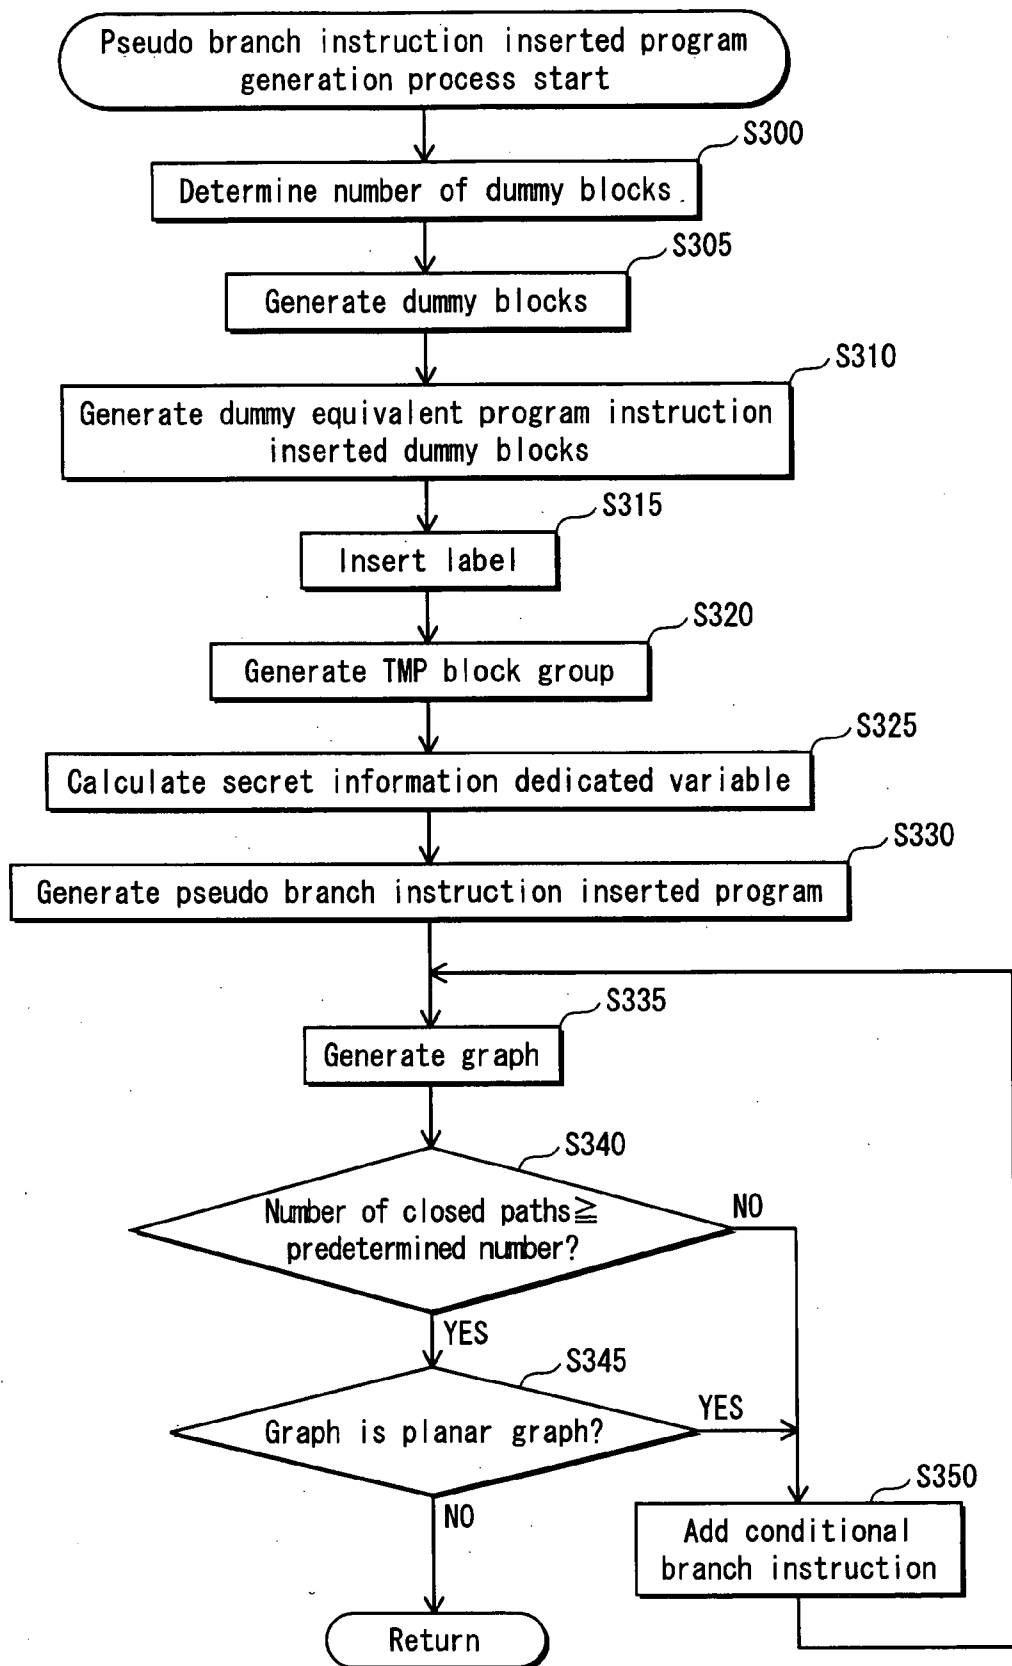 Pseudo branch instruction inserted program
generation process start
S300
Determine number of dummy blocks
S305
Generate dummy blocks
S310
Generate dummy equivalent program instruction
inserted dummy blocks
S315
Insert label
S320
Generate TMP block group
S325
Calculate secret information dedicated variable
S330
Generate pseudo branch instruction inserted program
S335
Generate graph
S340
Number of closed paths≧
predetermined number?
NO
YES
S345
Graph is planar graph?
YES
NO
S350
Add conditional
branch instruction
Return